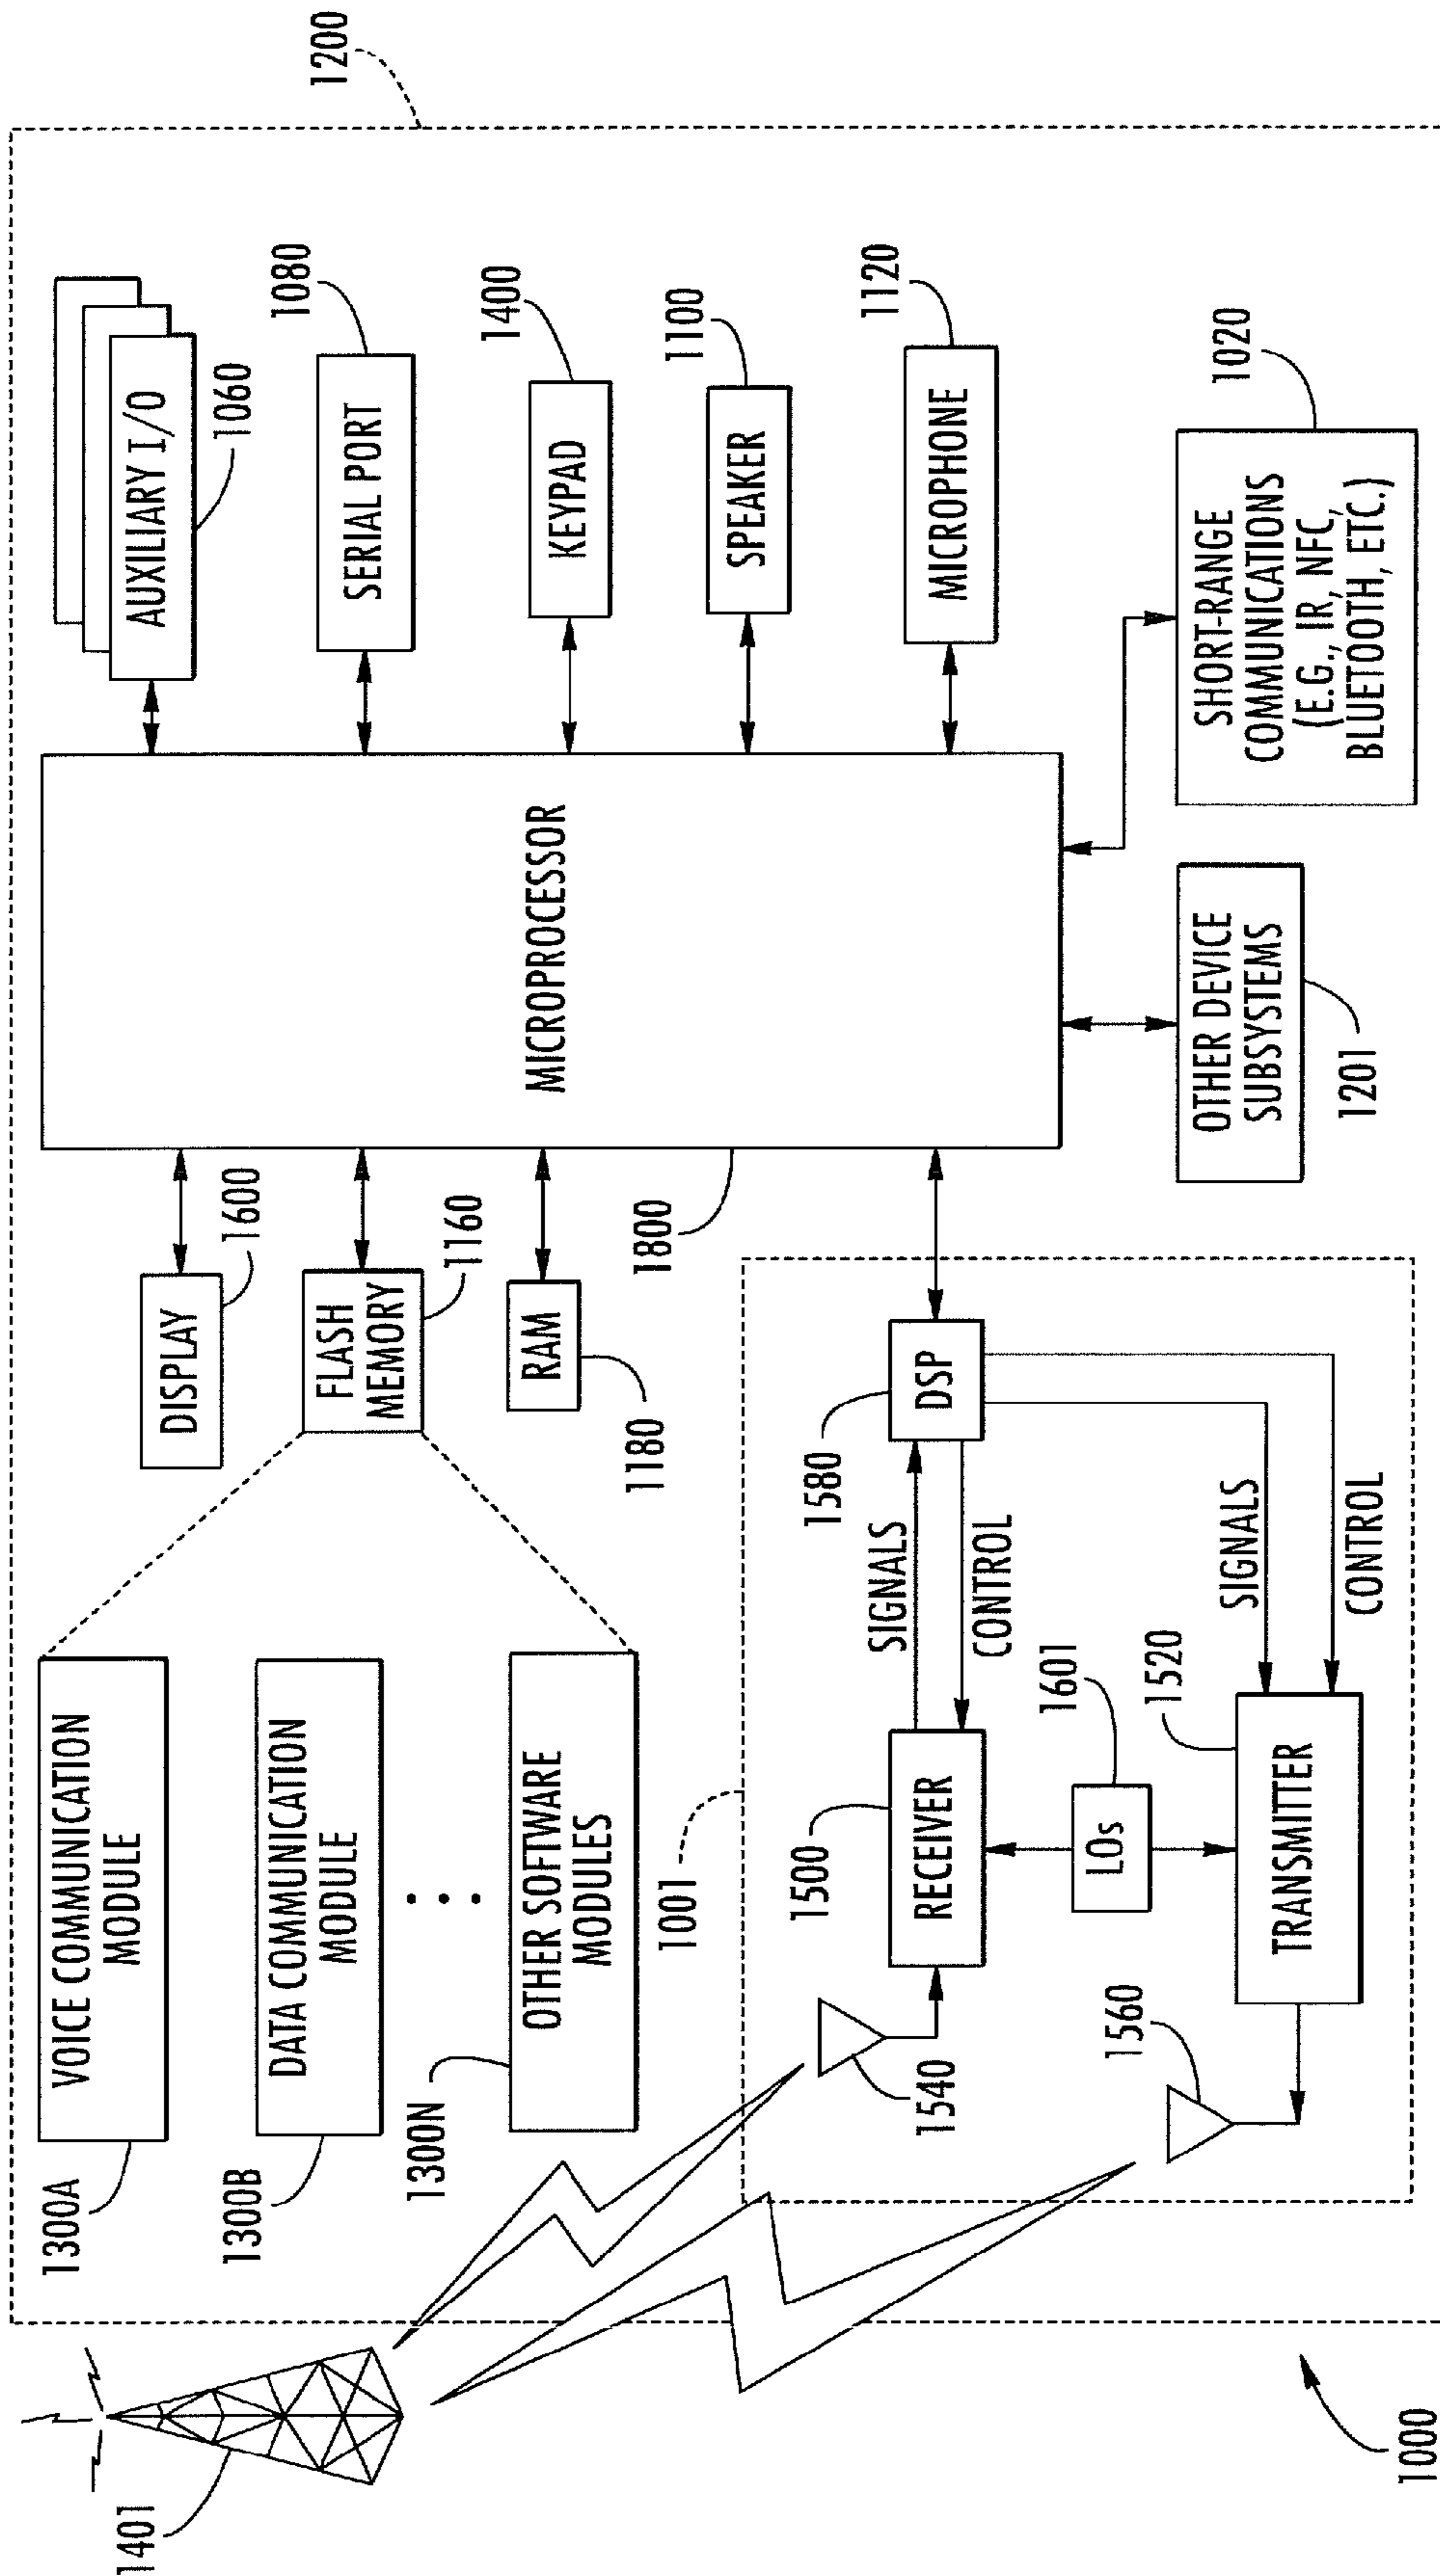 1401
1300A
VOICE COMMUNICATION
MODULE
1300B
DATA COMMUNICATION
MODULE
1300N
OTHER SOFTWARE
MODULES
DISPLAY
1600
FLASH
MEMORY
1160
RAM
1180
1800
MICROPROCESSOR
AUXILIARY I/O
1060
SERIAL PORT
1080
KEYPAD
1400
SPEAKER
1100
MICROPHONE
1120
1200
1001
1540
1500
RECEIVER
SIGNALS
CONTROL
1580
DSP
1601
LOs
1560
1520
TRANSMITTER
SIGNALS
CONTROL
OTHER DEVICE
SUBSYSTEMS
1201
SHORT-RANGE
COMMUNICATIONS
(E.G., IR, NFC,
BLUETOOTH, ETC.)
1020
1000